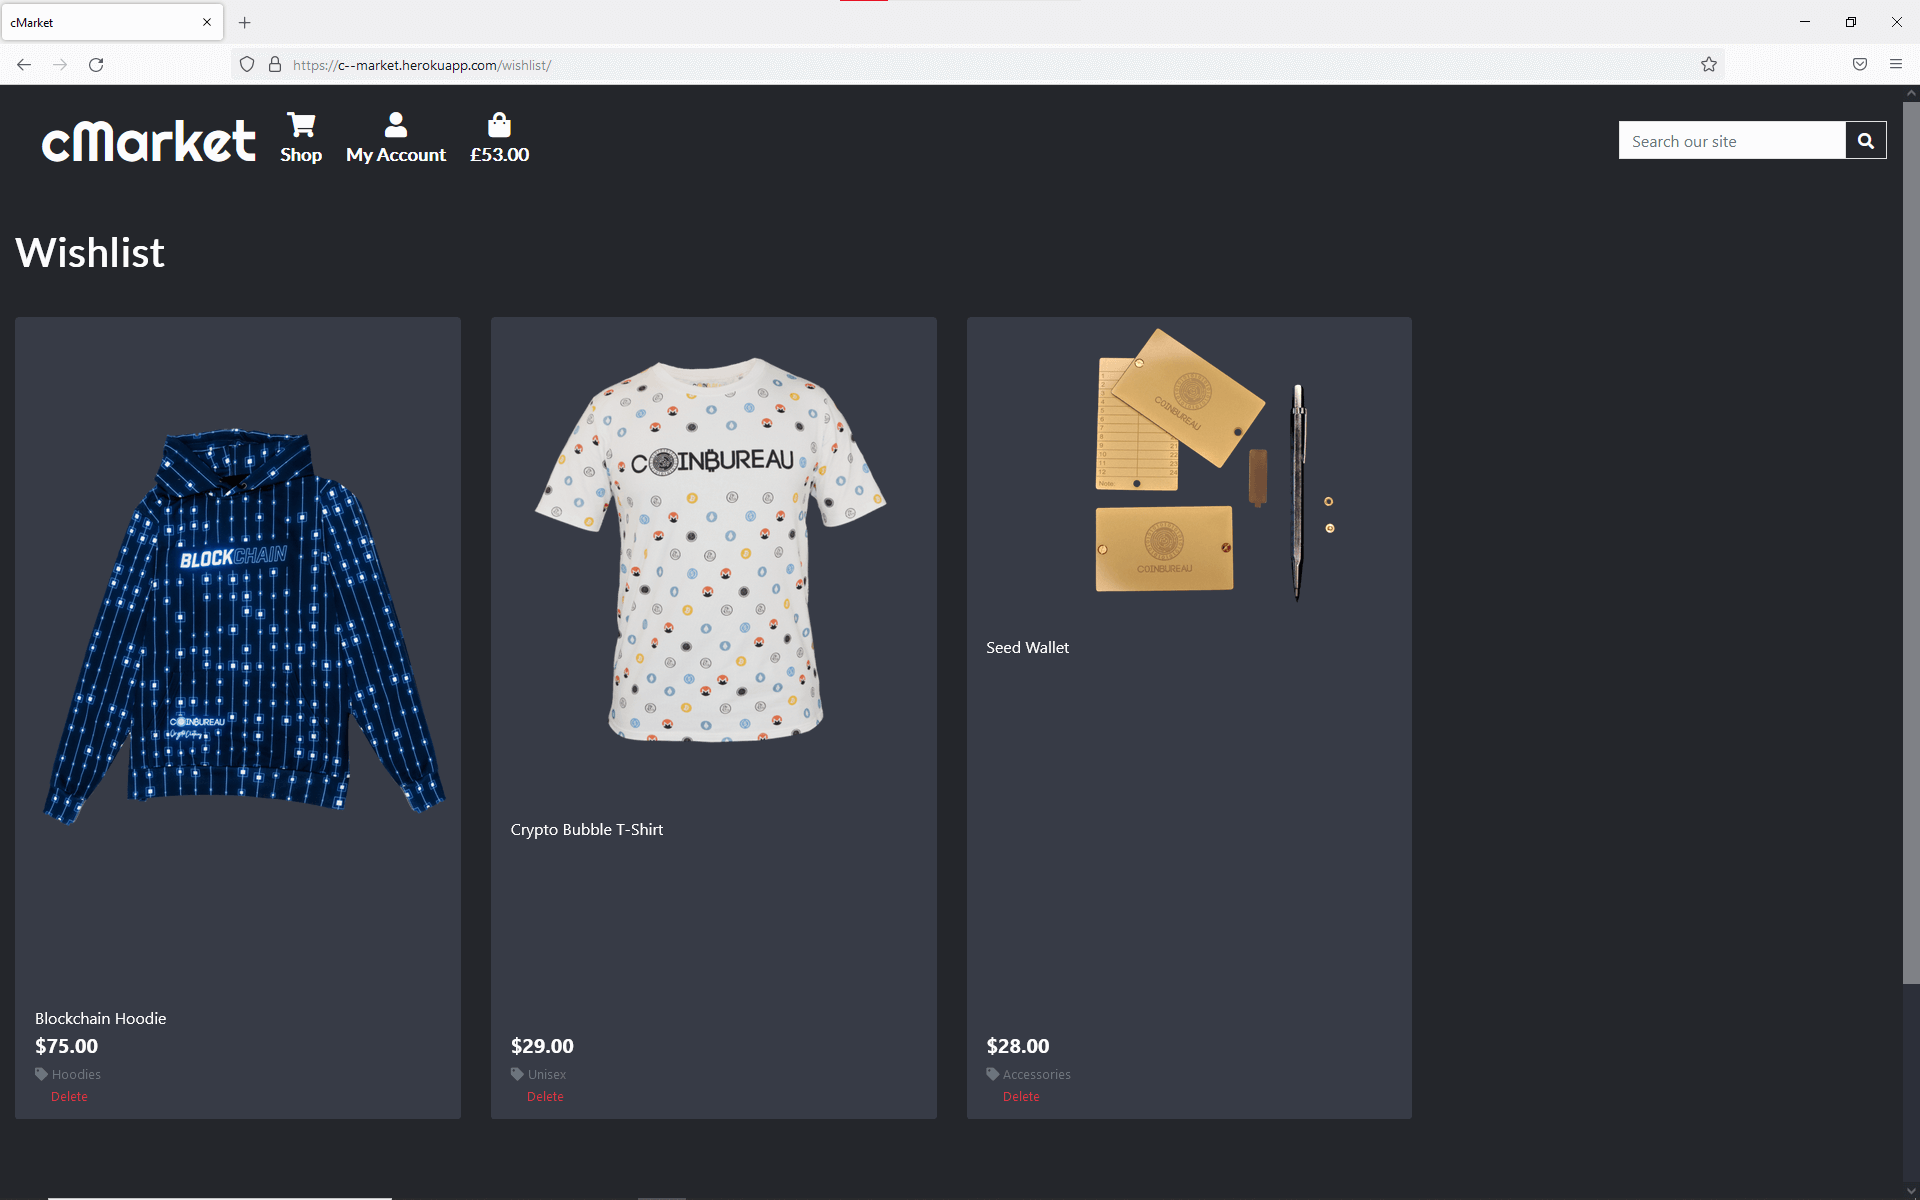 cMarket
https://c--market.herokuapp.com/wishlist/
cMarket
Shop
My Account
£53.00
Search our site
Wishlist
BLOCKCHAIN
COINBUREAU
Blockchain Hoodie
$75.00
Hoodies
Delete
COINBUREAU
Crypto Bubble T-Shirt
$29.00
Unisex
Delete
COINBUREAU
Note:
COINBUREAU
Seed Wallet
$28.00
Accessories
Delete